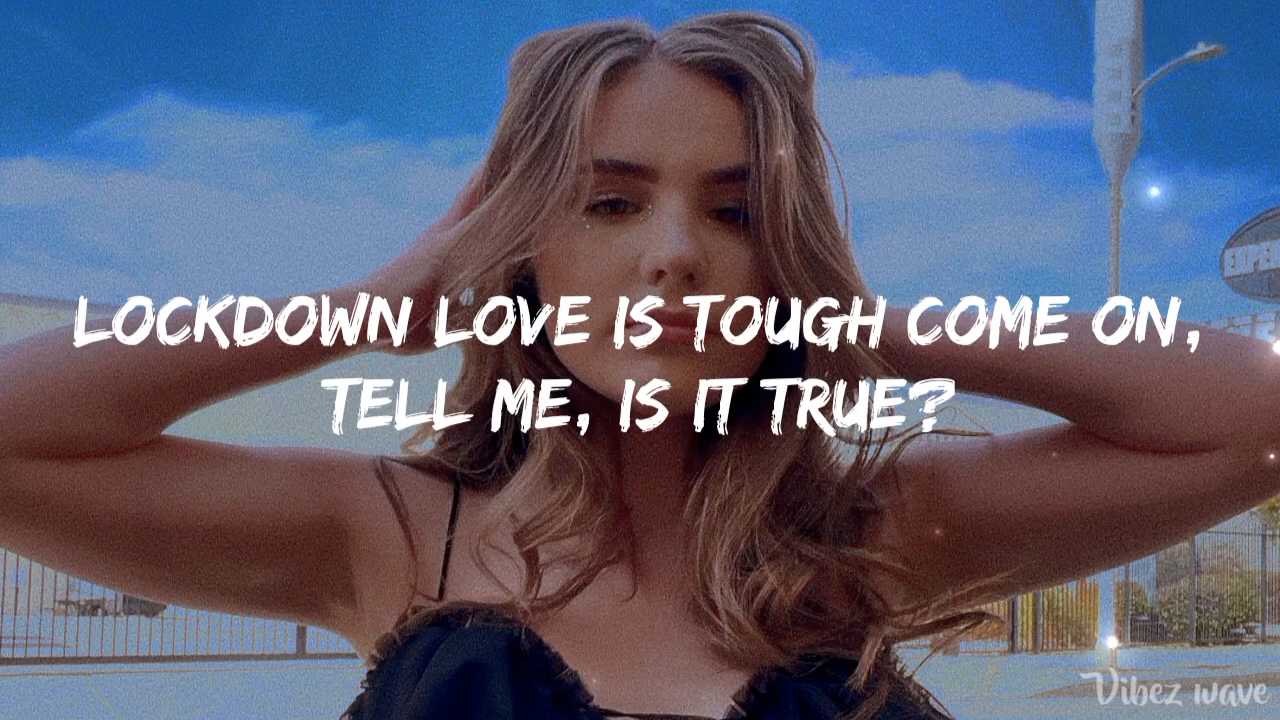 LOCKDOWN LOVE IS TOUGH COME ON,
TELL ME, IS IT TRUE?
Vibez wave